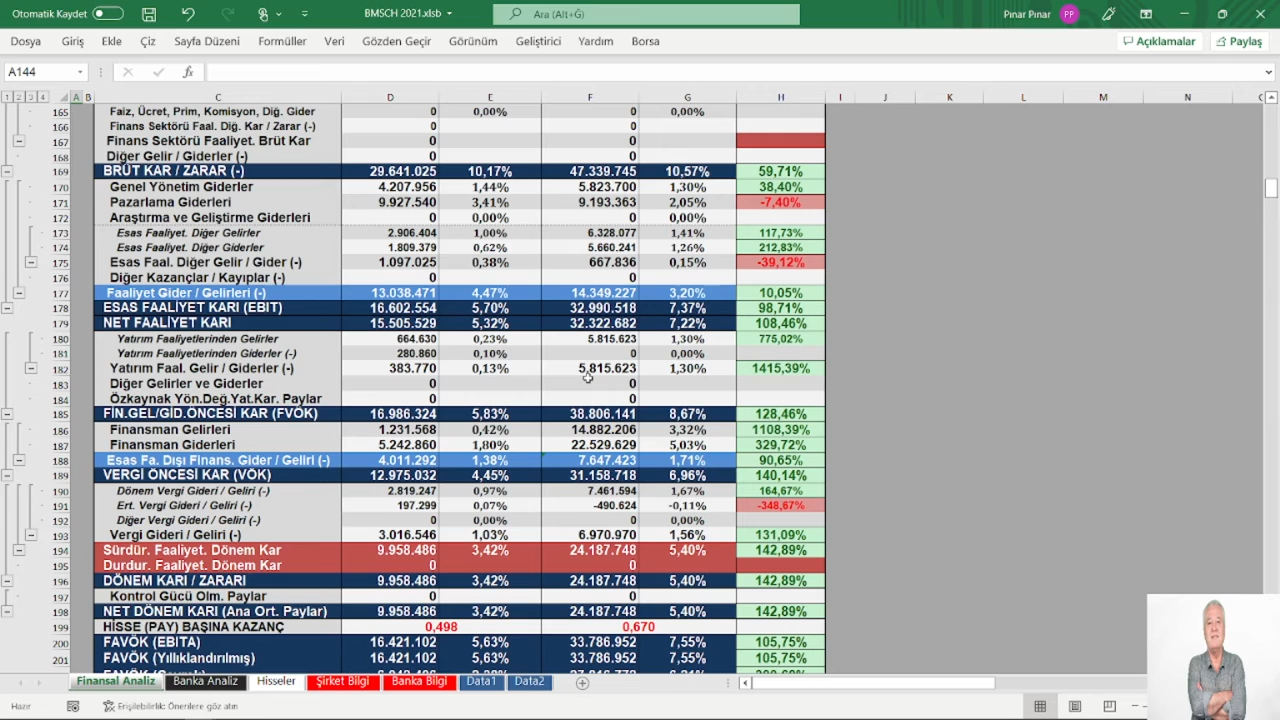 Otomatik Kaydet
BMSCH 2021.xlsb
Ara (Alt+G)
Pinar Pinar PP
Dosya Giriş Ekle Çiz Sayfa Düzeni Formüller Veri Gözden Geçir Görünüm Geliştirici Yardım Borsa Açıklamalar Paylaş
A144 fx
1 2 3 4 A B C D E F G H I J K L M N
165 Faiz, Ücret, Prim, Komisyon, Diğ. Gider 0 0,00% 0 0,00%
166 Finans Sektörü Faal. Diğ. Kar / Zarar (-) 0 0
167 Finans Sektörü Faaliyet. Brüt Kar 0 0
168 Diğer Gelir / Giderler (-) 0 0
169 BRÜT KAR / ZARAR (-) 29.641.025 10,17% 47.339.745 10,57% 59,71%
170 Genel Yönetim Giderler 4.207.956 1,44% 5.823.700 1,30% 38,40%
171 Pazarlama Giderleri 9.927.540 3,41% 9.193.363 2,05% -7,40%
172 Araştırma ve Geliştirme Giderleri 0 0,00% 0 0,00%
173 Esas Faaliyet. Diğer Gelirler 2.906.404 1,00% 6.328.077 1,41% 117,73%
174 Esas Faaliyet. Diğer Giderler 1.809.379 0,62% 5.660.241 1,26% 212,83%
175 Esas Faal. Diğer Gelir / Gider (-) 1.097.025 0,38% 667.836 0,15% -39,12%
176 Diğer Kazançlar / Kayıplar (-) 0 0
177 Faaliyet Gider / Gelirleri (-) 13.038.471 4,47% 14.349.227 3,20% 10,05%
178 ESAS FAALİYET KARI (EBIT) 16.602.554 5,70% 32.990.518 7,37% 98,71%
179 NET FAALİYET KARI 15.505.529 5,32% 32.322.682 7,22% 108,46%
180 Yatırım Faaliyetlerinden Gelirler 664.630 0,23% 5.815.623 1,30% 775,02%
181 Yatırım Faaliyetlerinden Giderler (-) 280.860 0,10% 0 0,00%
182 Yatırım Faal. Gelir / Giderler (-) 383.770 0,13% 5.815.623 1,30% 1415,39%
183 Diğer Gelirler ve Giderler 0 0
184 Özkaynak Yön.Değ.Yat.Kar. Paylar 0 0
185 FİN.GEL/GİD.ÖNCESİ KAR (FVÖK) 16.986.324 5,83% 38.806.141 8,67% 128,46%
186 Finansman Gelirleri 1.231.568 0,42% 14.882.206 3,32% 1108,39%
187 Finansman Giderleri 5.242.860 1,80% 22.529.629 5,03% 329,72%
188 Esas Fa. Dışı Finans. Gider / Geliri (-) 4.011.292 1,38% 7.647.423 1,71% 90,65%
189 VERGİ ÖNCESİ KAR (VÖK) 12.975.032 4,45% 31.158.718 6,96% 140,14%
190 Dönem Vergi Gideri / Geliri (-) 2.819.247 0,97% 7.461.594 1,67% 164,67%
191 Ert. Vergi Gideri / Geliri (-) 197.299 0,07% -490.624 -0,11% -348,67%
192 Diğer Vergi Gideri / Geliri (-) 0 0,00% 0 0,00%
193 Vergi Gideri / Geliri (-) 3.016.546 1,03% 6.970.970 1,56% 131,09%
194 Sürdür. Faaliyet. Dönem Kar 9.958.486 3,42% 24.187.748 5,40% 142,89%
195 Durdur. Faaliyet. Dönem Kar 0 0
196 DÖNEM KARI / ZARARI 9.958.486 3,42% 24.187.748 5,40% 142,89%
197 Kontrol Gücü Olm. Paylar 0 0
198 NET DÖNEM KARI (Ana Ort. Paylar) 9.958.486 3,42% 24.187.748 5,40% 142,89%
199 HİSSE (PAY) BAŞINA KAZANÇ 0,498 0,670
200 FAVÖK (EBITA) 16.421.102 5,63% 33.786.952 7,55% 105,75%
201 FAVÖK (Yıllıklandırılmış) 16.421.102 5,63% 33.786.952 7,55% 105,75%
Finansal Analiz Banka Analiz Hisseler Şirket Bilgi Banka Bilgi Data1 Data2
Hazır Erişilebilirlik: Önerilere göz atın